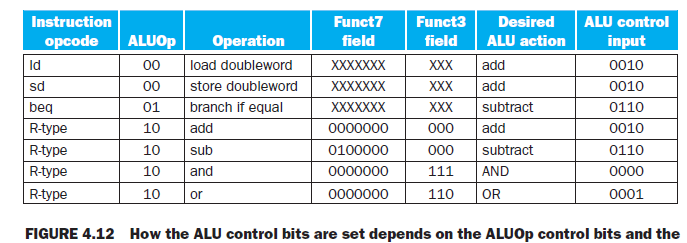 Instruction opcode ALUOp Operation Funct7 field Funct3 field Desired ALU action ALU control input
ld 00 load doubleword XXXXXXX XXX add 0010
sd 00 store doubleword XXXXXXX XXX add 0010
beq 01 branch if equal XXXXXXX XXX subtract 0110
R-type 10 add 0000000 000 add 0010
R-type 10 sub 0100000 000 subtract 0110
R-type 10 and 0000000 111 AND 0000
R-type 10 or 0000000 110 OR 0001
FIGURE 4.12 How the ALU control bits are set depends on the ALUOp control bits and the